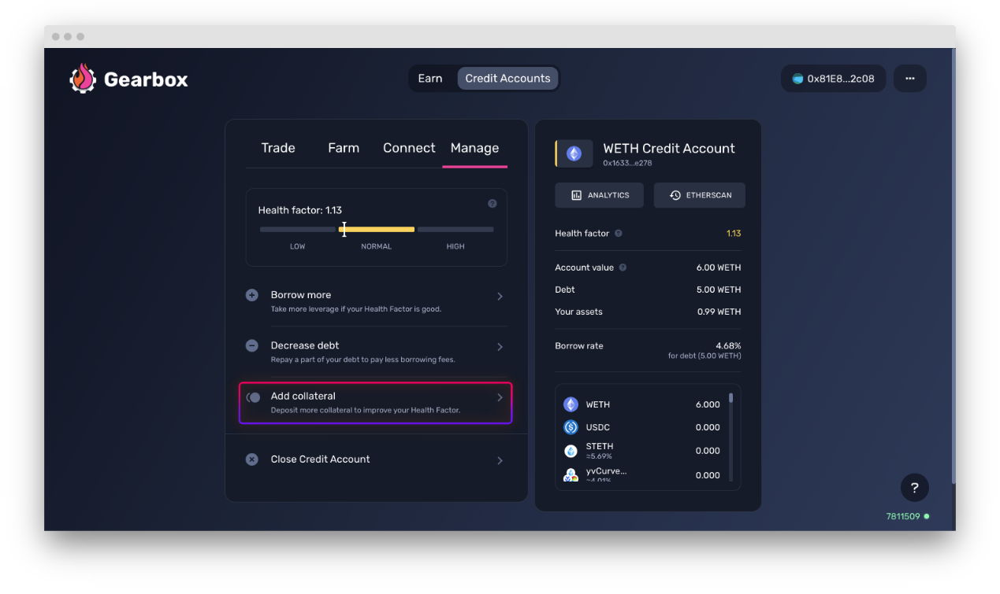 Gearbox
Earn
Credit Accounts
0x81E8...2c08
Trade
Farm
Connect
Manage
Health factor: 1.13
LOW
NORMAL
HIGH
Borrow more
Take more leverage if your Health Factor is good.
Decrease debt
Repay a part of your debt to pay less borrowing fees.
Add collateral
Deposit more collateral to improve your Health Factor.
Close Credit Account
WETH Credit Account
0x1633...e278
ANALYTICS
ETHERSCAN
Health factor ? 1.13
Account value ? 6.00 WETH
Debt 5.00 WETH
Your assets 0.99 WETH
Borrow rate 4.68%
for debt (5.00 WETH)
WETH 6.000
USDC 0.000
STETH 0.000
≈5.69%
yvCurve... 0.000
≈4.01%
?
7811509